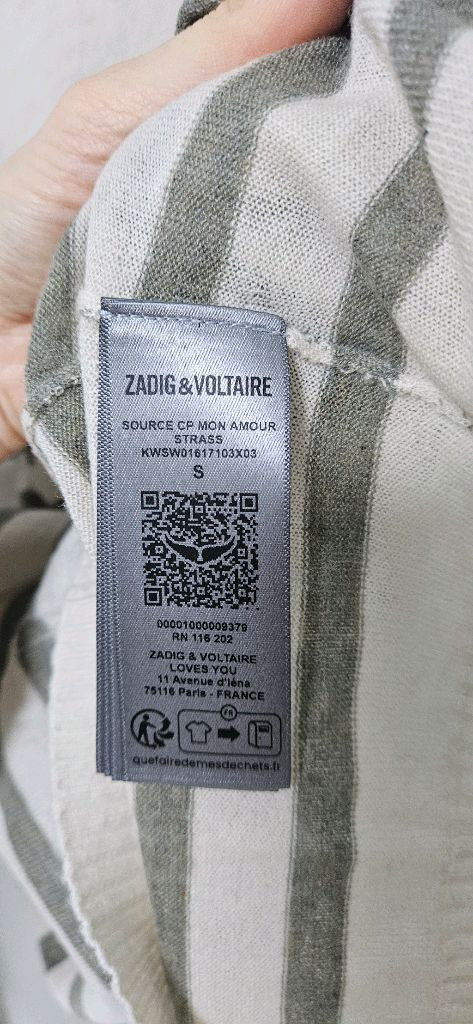 ZADIG & VOLTAIRE
SOURCE CP MON AMOUR
STRASS
KWSW01617103X03
S
00001000009379
RN 116 202
ZADIG & VOLTAIRE
LOVES YOU
11 Avenue d'Iéna
75116 Paris - FRANCE
FR
quefairedemesdechets.fr